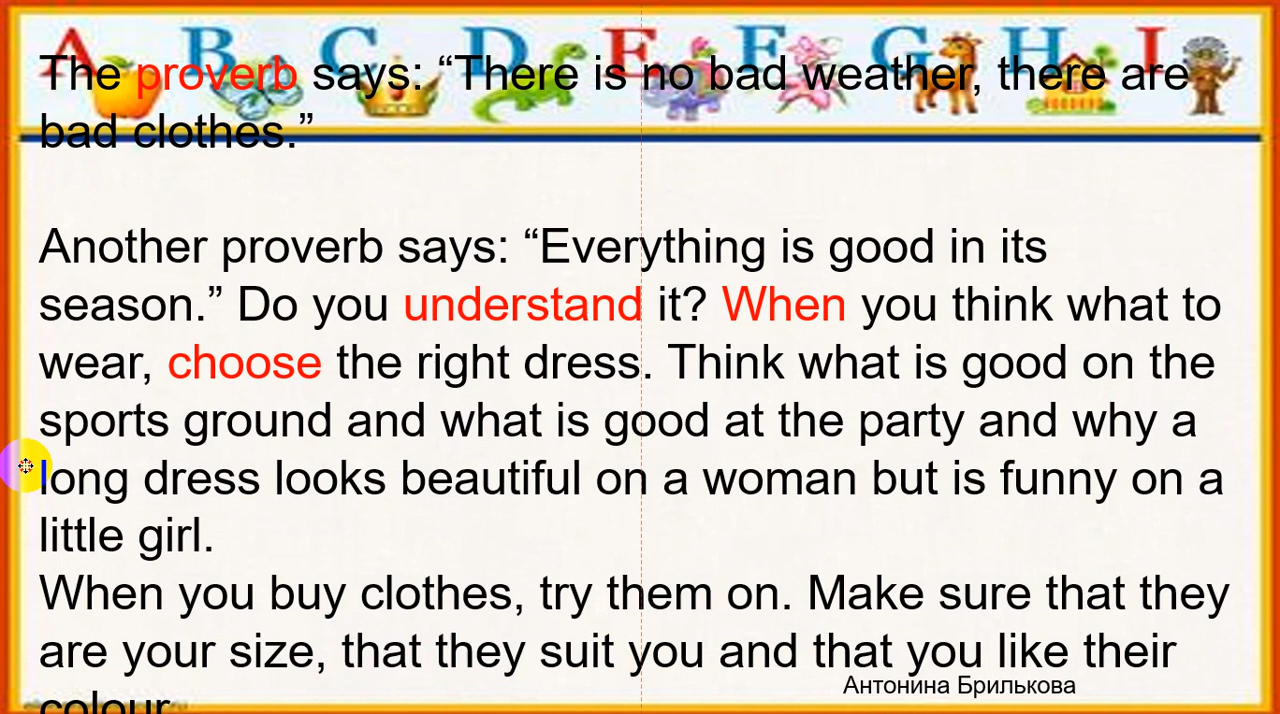 A B C D E F G H I
The proverb says: “There is no bad weather, there are
bad clothes.”
Another proverb says: “Everything is good in its
season.” Do you understand it? When you think what to
wear, choose the right dress. Think what is good on the
sports ground and what is good at the party and why a
long dress looks beautiful on a woman but is funny on a
little girl.
When you buy clothes, try them on. Make sure that they
are your size, that they suit you and that you like their
colour
Антонина Брилькова